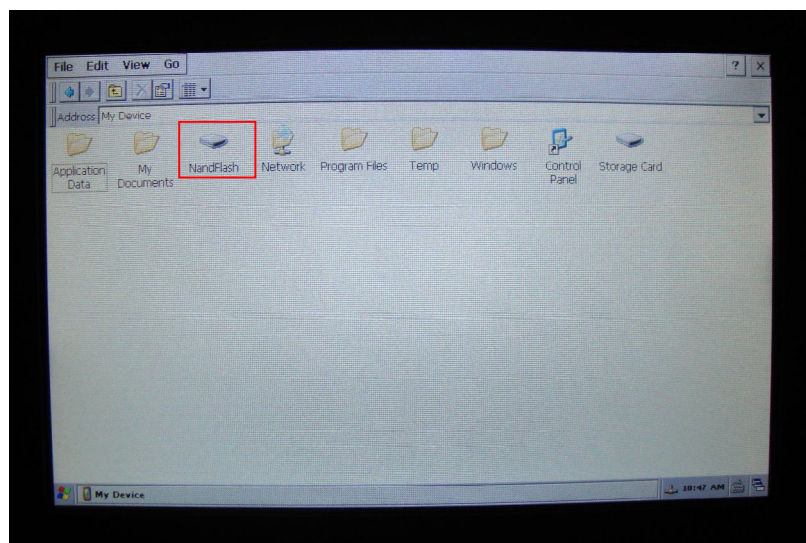 File Edit View Go
?
×
Address My Device
Application Data
My Documents
NandFlash
Network
Program Files
Temp
Windows
Control Panel
Storage Card
My Device
10:47 AM